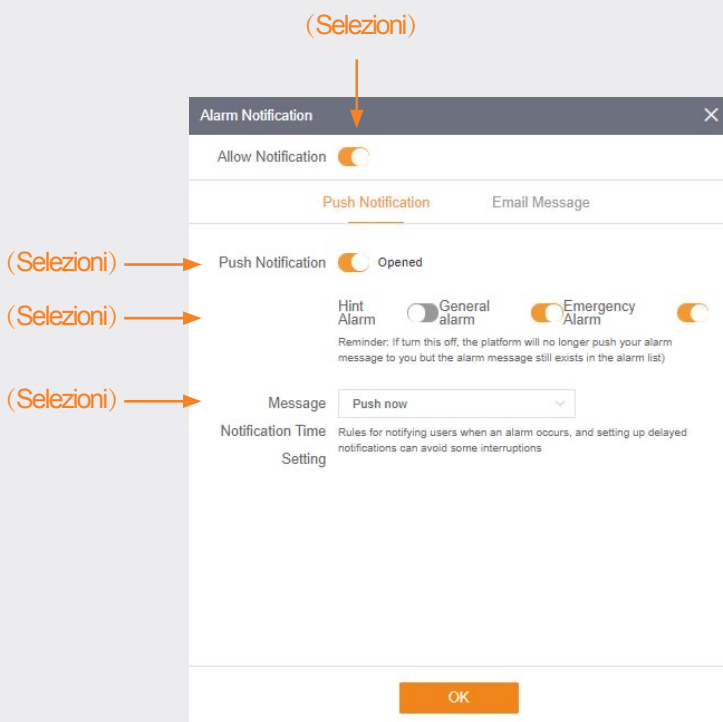 (Selezioni)
Alarm Notification
Allow Notification
Push Notification Email Message
(Selezioni) Push Notification Opened
(Selezioni) Hint Alarm General alarm Emergency Alarm
Reminder: If turn this off, the platform will no longer push your alarm
message to you but the alarm message still exists in the alarm list)
(Selezioni) Message Notification Time Setting Push now
Rules for notifying users when an alarm occurs, and setting up delayed
notifications can avoid some interruptions
OK